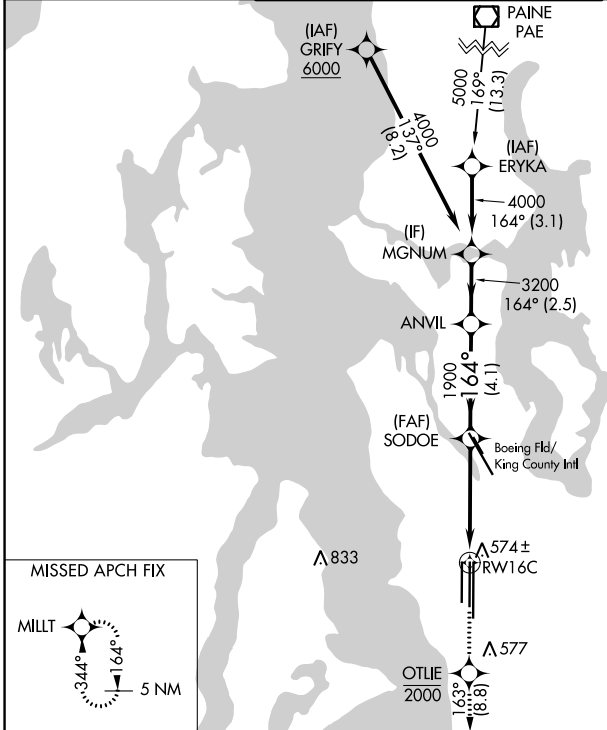 PAINE
PAE
(IAF)
GRIFY
6000
5000
169°
(13.3)
4000
137°
(8.2)
(IAF)
ERYKA
4000
164° (3.1)
(IF)
MGNUM
3200
164° (2.5)
ANVIL
1900
164°
(4.1)
(FAF)
SODOE
Boeing Fld/
King County Intl
833
574±
RW16C
MISSED APCH FIX
MILLT
344°
164°
5 NM
577
OTLIE
2000
163°
(8.8)